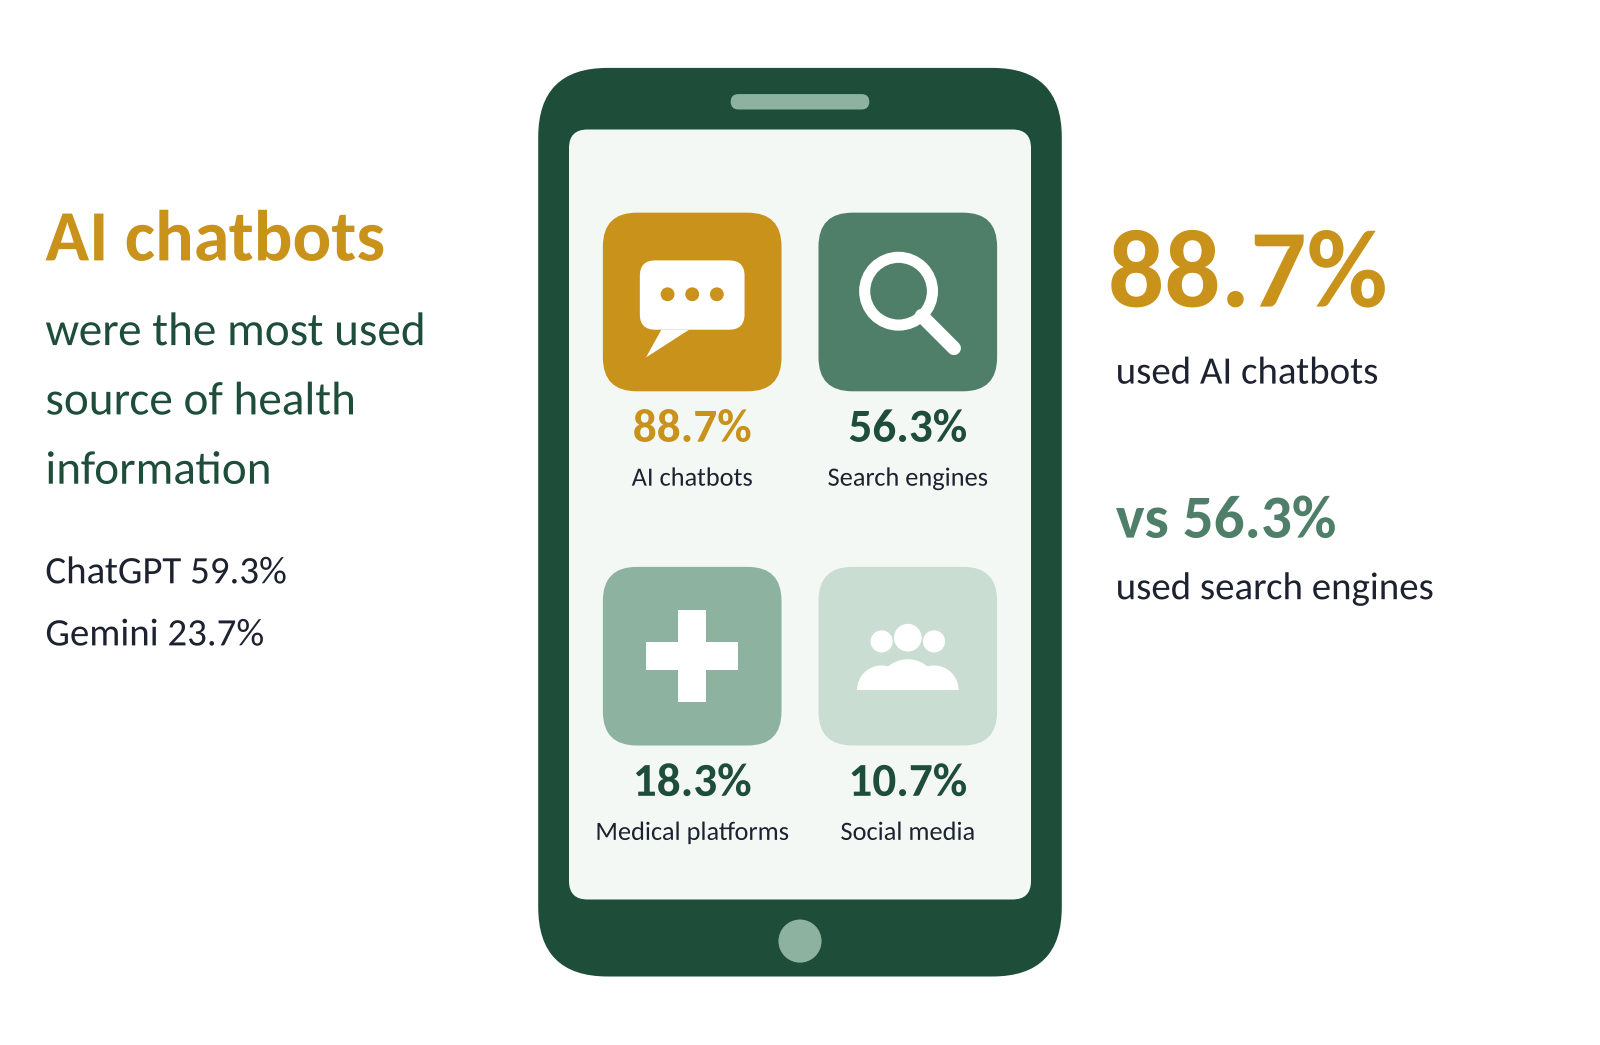 AI chatbots
were the most used
source of health
information
ChatGPT 59.3%
Gemini 23.7%
88.7%
AI chatbots
56.3%
Search engines
18.3%
Medical platforms
10.7%
Social media
88.7%
used AI chatbots
vs 56.3%
used search engines